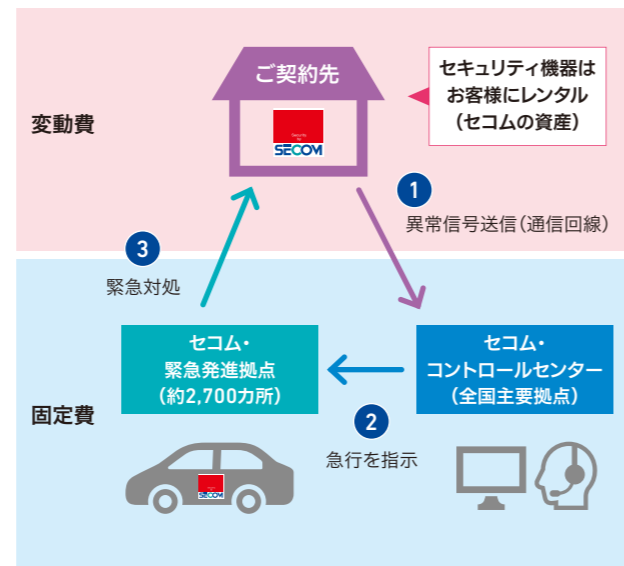 ご契約先
セキュリティ機器は
お客様にレンタル
（セコムの資産）
変動費
Security
by
SECOM
1
異常信号送信（通信回線）
3
緊急対処
セコム・
緊急発進拠点
（約2,700カ所）
セコム・
コントロールセンター
（全国主要拠点）
固定費
2
急行を指示
SECOM